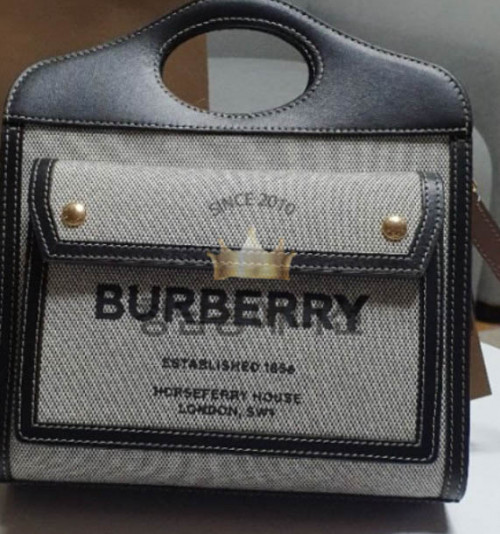 SINCE 2010
BURBERRY
ESTABLISHED 1856
HORSEFERRY HOUSE
LONDON, SW1